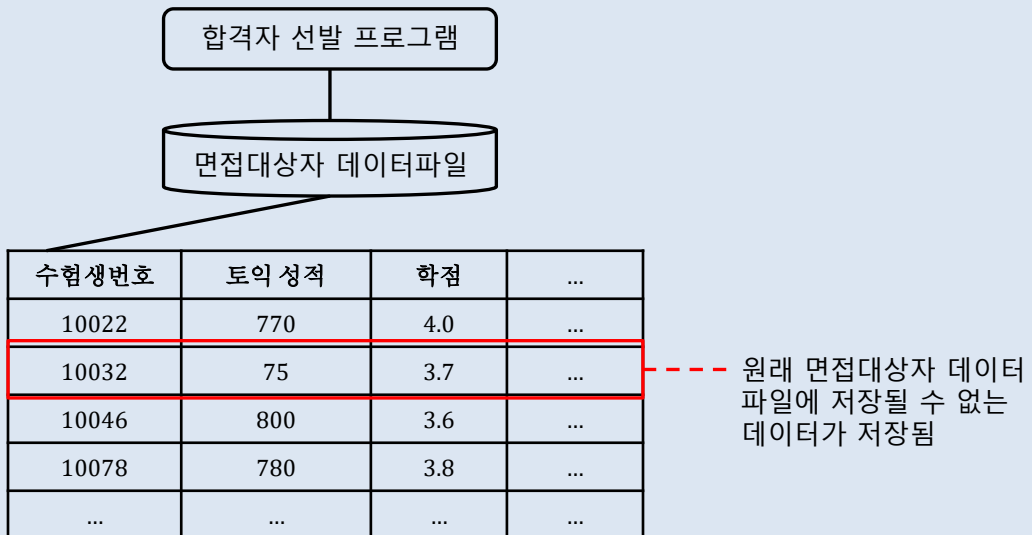 합격자 선발 프로그램
면접대상자 데이터파일
수험생번호 토익 성적 학점 ...
10022 770 4.0 ...
10032 75 3.7 ...
10046 800 3.6 ...
10078 780 3.8 ...
... ... ... ...
원래 면접대상자 데이터
파일에 저장될 수 없는
데이터가 저장됨